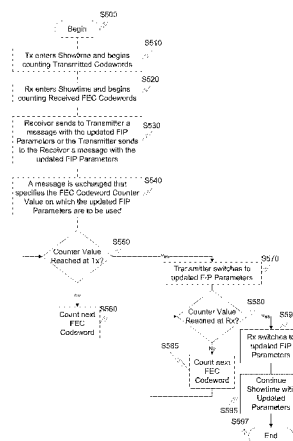 S500
Begin
S510
Tx enters Showtime and begins
counting Transmitted Codewords
S520
Rx enters Showtime and begins
counting Received FEC Codewords
Receiver sends to Transmitter a
S530
message with the updated FIP
Parameters or the Transmitter sends
to the Receiver a message with the
updated FIP Parameters
S540
A message is exchanged that
specifies the FEC Codeword Counter
Value on which the updated FIP
Parameters are to be used
S550
Counter Value
Reached at Tx?
Yes
S570
Transmitter switches to
updated FIP Parameters
No
S560
Count next
FEC
Codeword
S580
Counter Value
Reached at Rx?
Yes
S59
Rx switches to
updated FIP
Parameters
No
S585
Count next
FEC
Codeword
Continue
Showtime with
Updated
Parameters
S595
S597
End